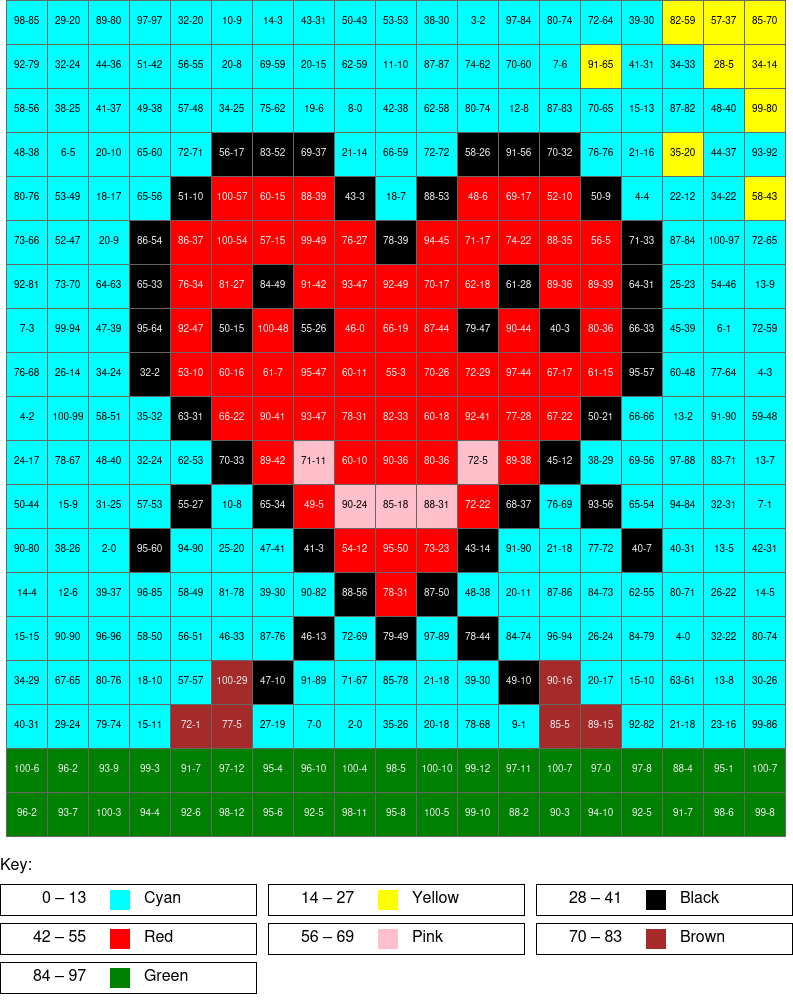 98-85 29-20 89-80 97-97 32-20 10-9 14-3 43-31 50-43 53-53 38-30 3-2 97-84 80-74 72-64 39-30 82-59 57-37 85-70
92-79 32-24 44-36 51-42 56-55 20-8 69-59 20-15 62-59 11-10 87-87 74-62 70-60 7-6 91-65 41-31 34-33 28-5 34-14
58-56 38-25 41-37 49-38 57-48 34-25 75-62 19-6 8-0 42-38 62-58 80-74 12-8 87-83 70-65 15-13 87-82 48-40 99-80
48-38 6-5 20-10 65-60 72-71 56-17 83-52 69-37 21-14 66-59 72-72 58-26 91-56 70-32 76-76 21-16 35-20 44-37 93-92
80-76 53-49 18-17 65-56 51-10 100-57 60-15 88-39 43-3 18-7 88-53 48-6 69-17 52-10 50-9 4-4 22-12 34-22 58-43
73-66 52-47 20-9 86-54 86-37 100-54 57-15 99-49 76-27 78-39 94-45 71-17 74-22 88-35 56-5 71-33 87-84 100-97 72-65
92-81 73-70 64-63 65-33 76-34 81-27 84-49 91-42 93-47 92-49 70-17 62-18 61-28 89-36 89-39 64-31 25-23 54-46 13-9
7-3 99-94 47-39 95-64 92-47 50-15 100-48 55-26 46-0 66-19 87-44 79-47 90-44 40-3 80-36 66-33 45-39 6-1 72-59
76-68 26-14 34-24 32-2 53-10 60-16 61-7 95-47 60-11 55-3 70-26 72-29 97-44 67-17 61-15 95-57 60-48 77-64 4-3
4-2 100-99 58-51 35-32 63-31 66-22 90-41 93-47 78-31 82-33 60-18 92-41 77-28 67-22 50-21 66-66 13-2 91-90 59-48
24-17 78-67 48-40 32-24 62-53 70-33 89-42 71-11 60-10 90-36 80-36 72-5 89-38 45-12 38-29 69-56 97-88 83-71 13-7
50-44 15-9 31-25 57-53 55-27 10-8 65-34 49-5 90-24 85-18 88-31 72-22 68-37 76-69 93-56 65-54 94-84 32-31 7-1
90-80 38-26 2-0 95-60 94-90 25-20 47-41 41-3 54-12 95-50 73-23 43-14 91-90 21-18 77-72 40-7 40-31 13-5 42-31
14-4 12-6 39-37 96-85 58-49 81-78 39-30 90-82 88-56 78-31 87-50 48-38 20-11 87-86 84-73 62-55 80-71 26-22 14-5
15-15 90-90 96-96 58-50 56-51 46-33 87-76 46-13 72-69 79-49 97-89 78-44 84-74 96-94 26-24 84-79 4-0 32-22 80-74
34-29 67-65 80-76 18-10 57-57 100-29 47-10 91-89 71-67 85-78 21-18 39-30 49-10 90-16 20-17 15-10 63-61 13-8 30-26
40-31 29-24 79-74 15-11 72-1 77-5 27-19 7-0 2-0 35-26 20-18 78-68 9-1 85-5 89-15 92-82 21-18 23-16 99-86
100-6 96-2 93-9 99-3 91-7 97-12 95-4 96-10 100-4 98-5 100-10 99-12 97-11 100-7 97-0 97-8 88-4 95-1 100-7
96-2 93-7 100-3 94-4 92-6 98-12 95-6 92-5 98-11 95-8 100-5 99-10 88-2 90-3 94-10 92-5 91-7 98-6 99-8
Key:
0 – 13 Cyan 14 – 27 Yellow 28 – 41 Black
42 – 55 Red 56 – 69 Pink 70 – 83 Brown
84 – 97 Green